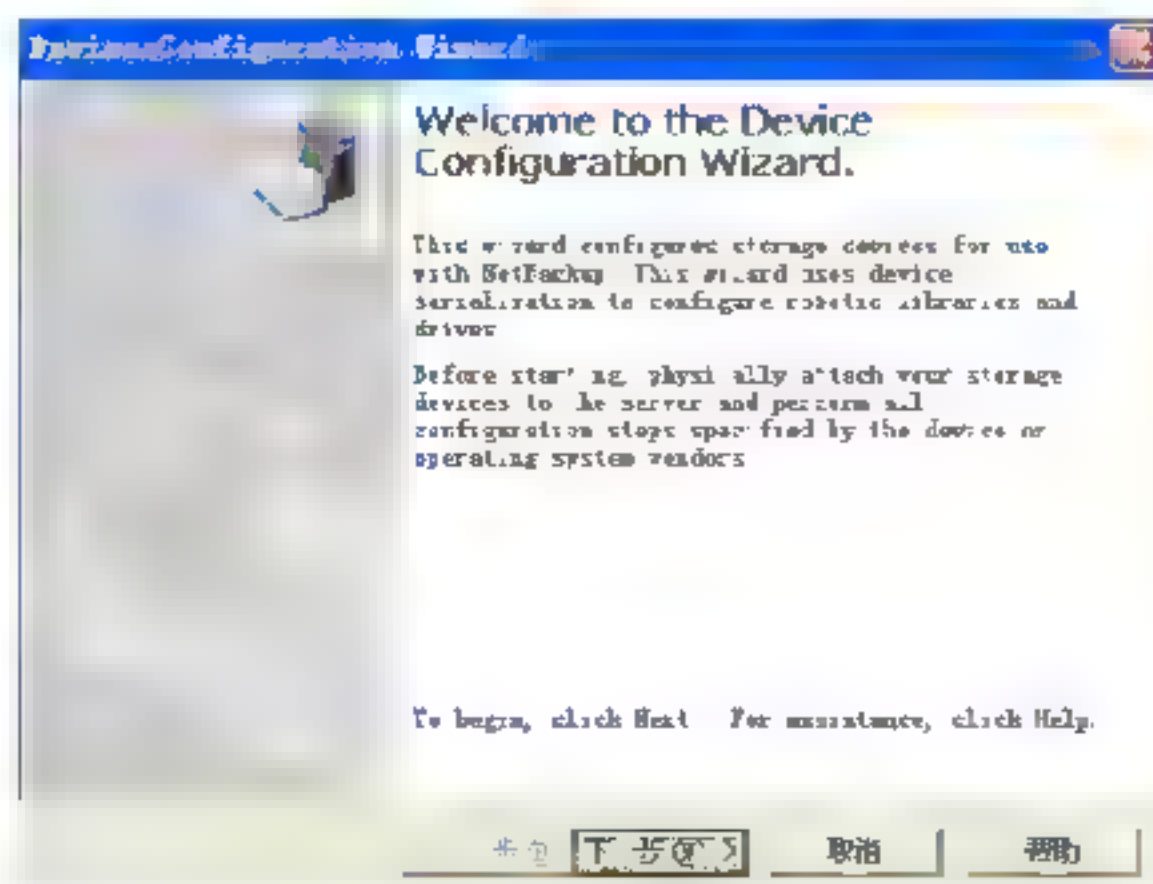 Device Configuration Wizard
Welcome to the Device
Configuration Wizard.
This wizard configures storage devices for use
with NetBackup. This wizard uses device
serialization to configure robotic libraries and
drives.
Before starting, physically attach your storage
devices to the server and perform all
configuration steps specified by the device or
operating system vendors.
To begin, click Next. For assistance, click Help.
下一步(N) >
取消
帮助